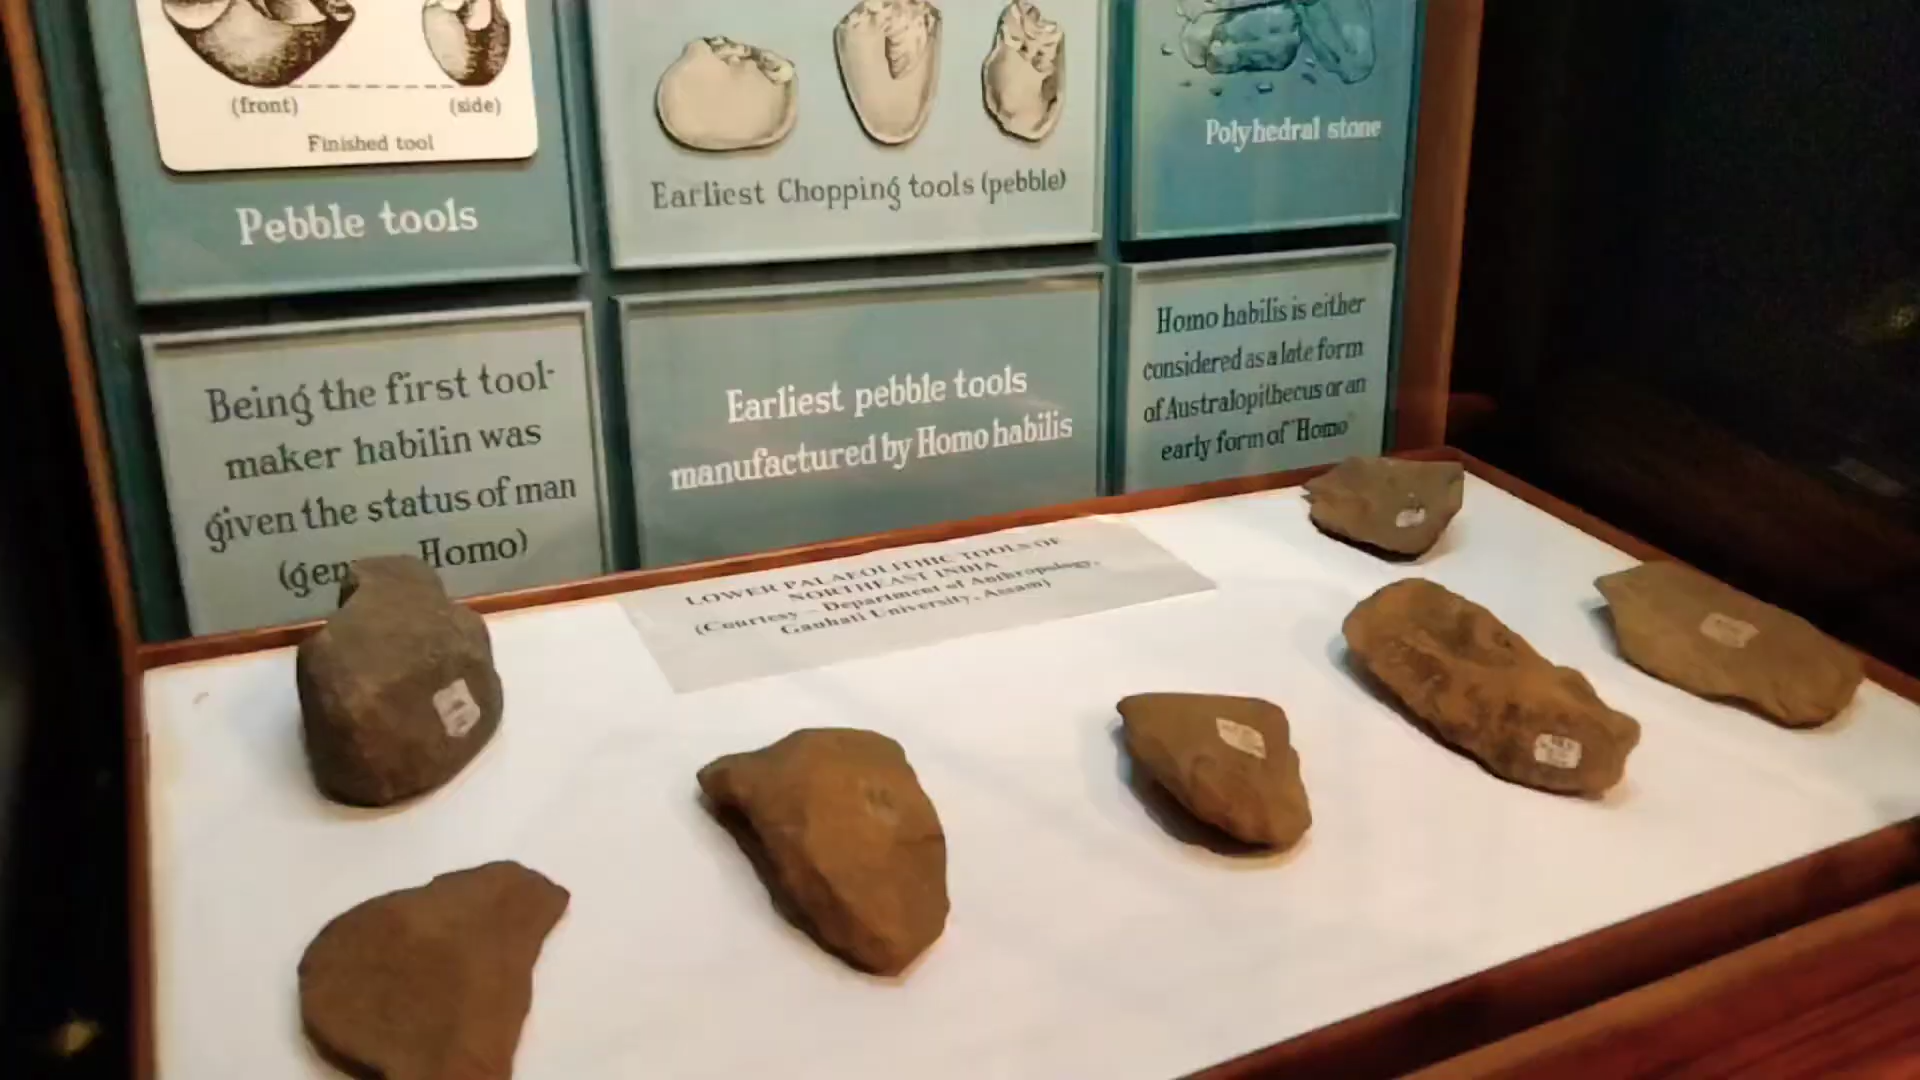 (front)
(side)
Finished tool
Pebble tools
Earliest Chopping tools (pebble)
Polyhedral stone
Being the first tool-
maker habilin was
given the status of man
(gen Homo)
Earliest pebble tools
manufactured by Homo habilis
Homo habilis is either
considered as a late form
of Australopithecus or an
early form of "Homo"
LOWER PALAEOLITHIC TOOLS OF
NORTHEAST INDIA
(Courtesy - Department of Anthropology,
Gauhati University, Assam)